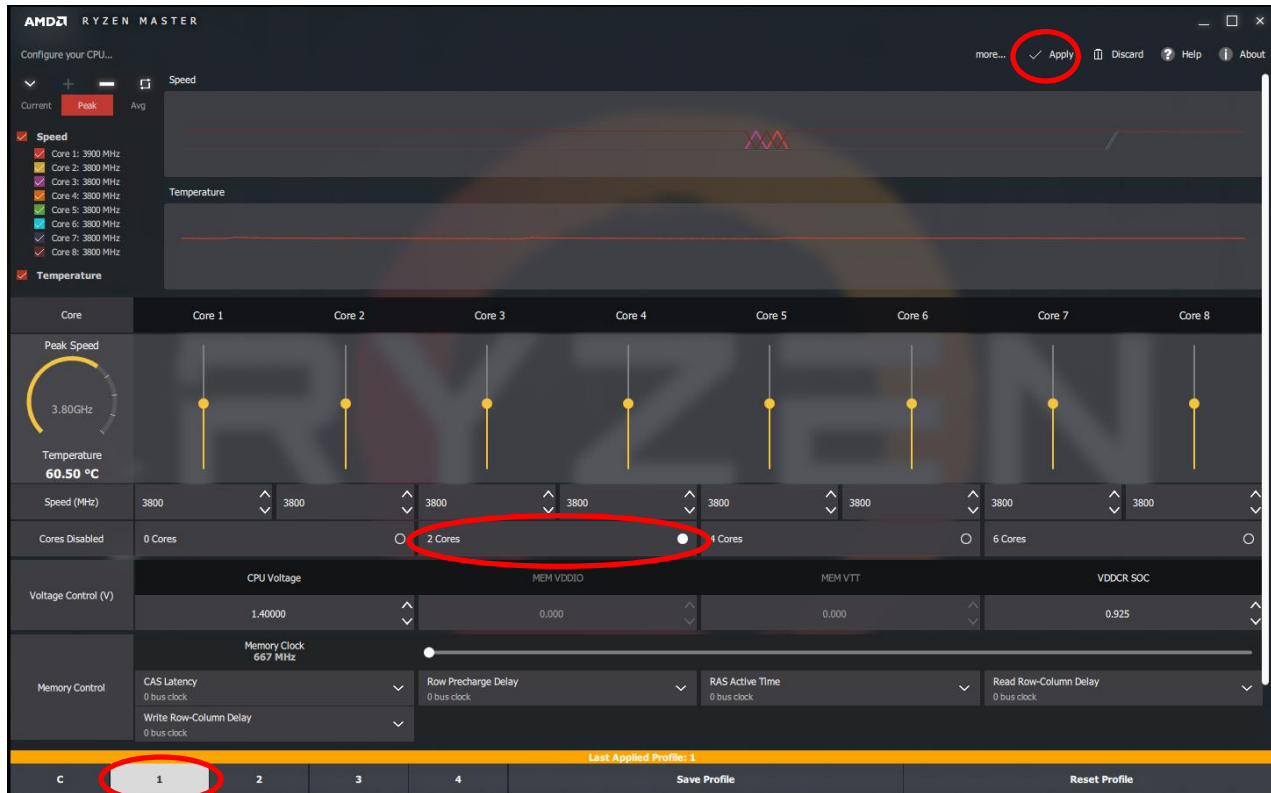 AMD RYZEN MASTER
Configure your CPU...
more... Apply Discard Help About
Current Peak Avg
Speed
Speed
Core 1: 3900 MHz
Core 2: 3800 MHz
Core 3: 3800 MHz
Core 4: 3800 MHz
Core 5: 3800 MHz
Core 6: 3800 MHz
Core 7: 3800 MHz
Core 8: 3800 MHz
Temperature
Temperature
Core Core 1 Core 2 Core 3 Core 4 Core 5 Core 6 Core 7 Core 8
Peak Speed
3.80GHz
Temperature
60.50 °C
RYZEN
Speed (MHz) 3800 3800 3800 3800 3800 3800 3800 3800
Cores Disabled 0 Cores 2 Cores 4 Cores 6 Cores
Voltage Control (V)
CPU Voltage MEM VDDIO MEM VTT VDDCR SOC
1.40000 0.000 0.000 0.925
Memory Control
Memory Clock
667 MHz
CAS Latency Row Precharge Delay RAS Active Time Read Row-Column Delay
0 bus clock 0 bus clock 0 bus clock 0 bus clock
Write Row-Column Delay
0 bus clock
Last Applied Profile: 1
C 1 2 3 4 Save Profile Reset Profile